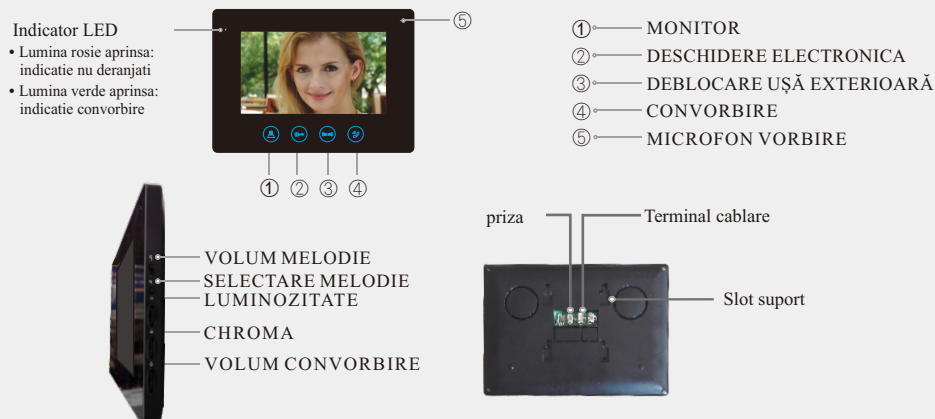 Indicator LED
• Lumina rosie aprinsa:
indicatie nu deranjati
• Lumina verde aprinsa:
indicatie convorbire
⑤
① ② ③ ④
① MONITOR
② DESCHIDERE ELECTRONICA
③ DEBLOCARE UȘĂ EXTERIOARĂ
④ CONVORBIRE
⑤ MICROFON VORBIRE
VOLUM MELODIE
SELECTARE MELODIE
LUMINOZITATE
CHROMA
VOLUM CONVORBIRE
priza
Terminal cablare
Slot suport